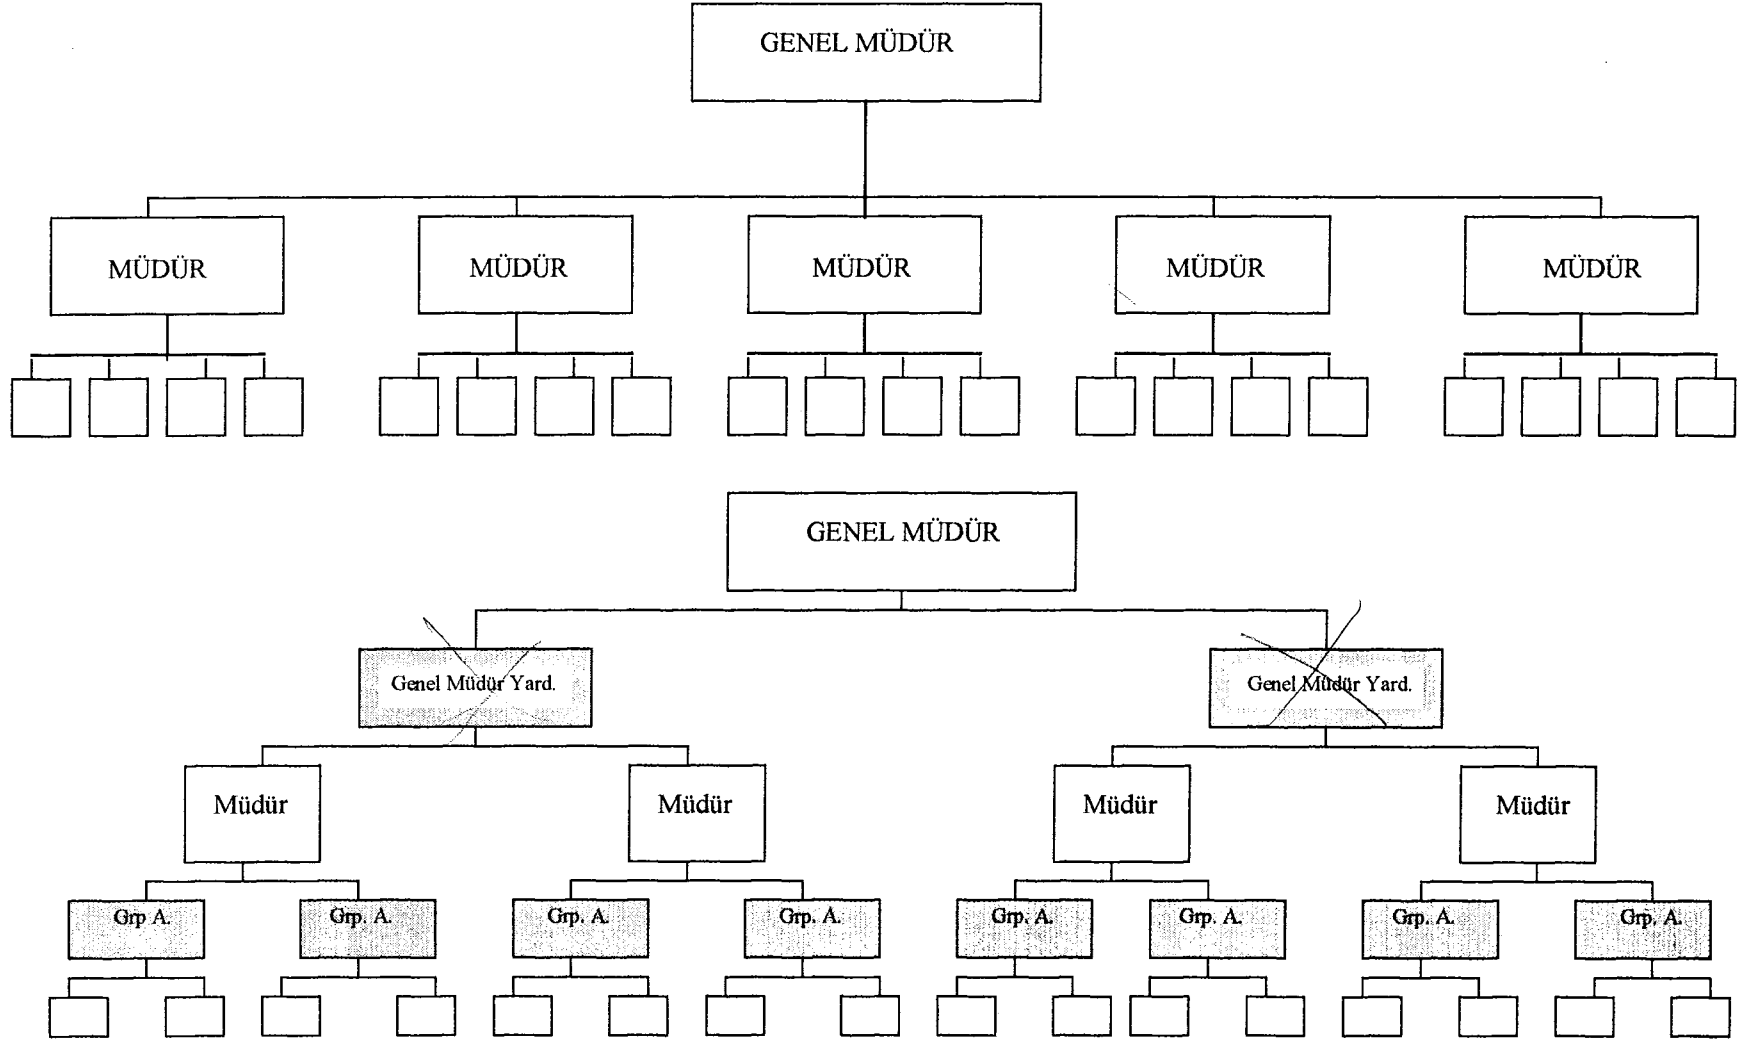 GENEL MÜDÜR
MÜDÜR MÜDÜR MÜDÜR MÜDÜR MÜDÜR
GENEL MÜDÜR
Genel Müdür Yard. Genel Müdür Yard.
Müdür Müdür Müdür Müdür
Grp A. Grp. A. Grp. A. Grp. A. Grp. A. Grp. A. Grp. A. Grp. A.